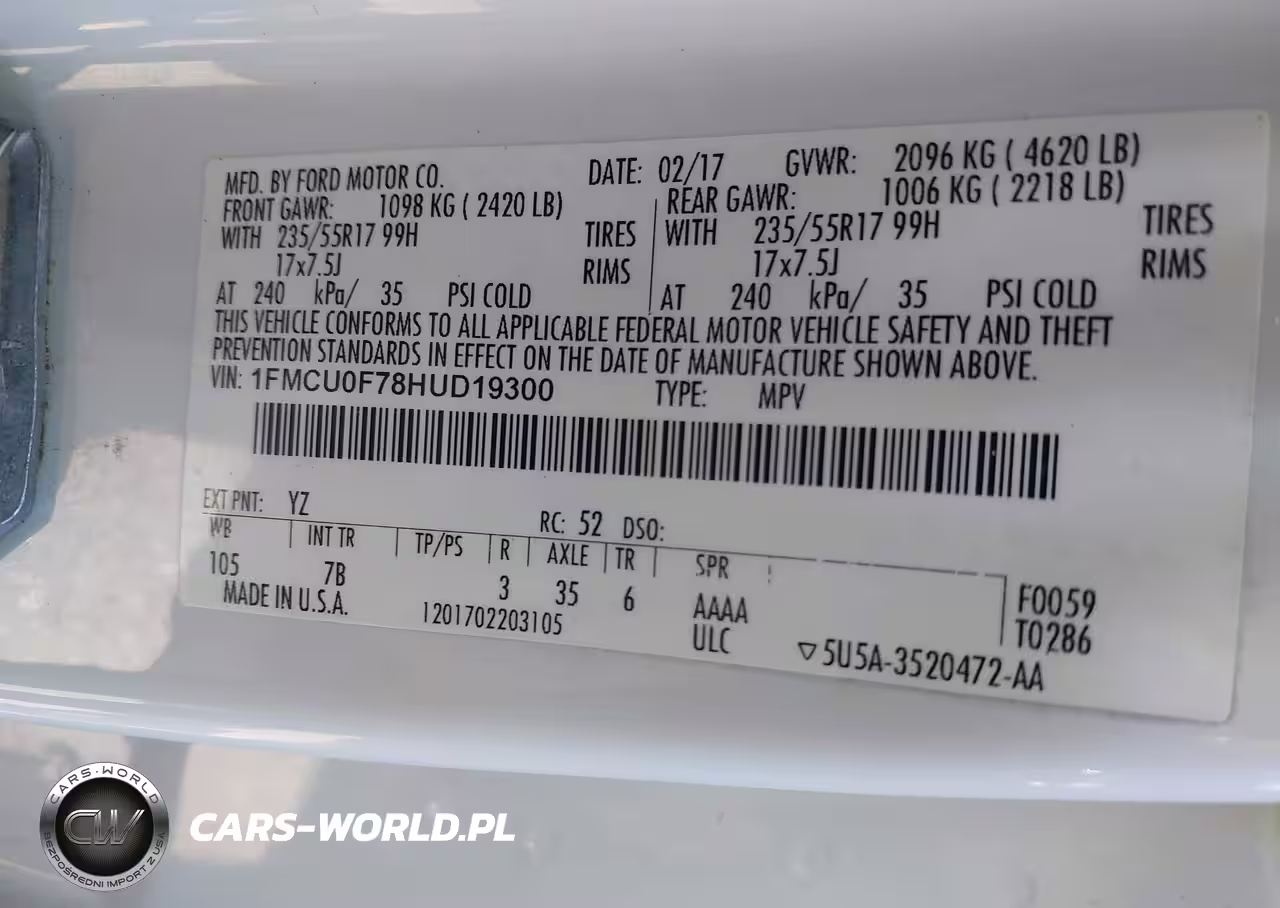 MFD. BY FORD MOTOR CO. DATE: 02/17 GVWR: 2096 KG ( 4620 LB)
FRONT GAWR: 1098 KG ( 2420 LB) REAR GAWR: 1006 KG ( 2218 LB)
WITH 235/55R17 99H TIRES WITH 235/55R17 99H TIRES
17x7.5J RIMS 17x7.5J RIMS
AT 240 kPa/ 35 PSI COLD AT 240 kPa/ 35 PSI COLD
THIS VEHICLE CONFORMS TO ALL APPLICABLE FEDERAL MOTOR VEHICLE SAFETY AND THEFT
PREVENTION STANDARDS IN EFFECT ON THE DATE OF MANUFACTURE SHOWN ABOVE.
VIN: 1FMCU0F78HUD19300 TYPE: MPV
EXT PNT: YZ RC: 52 DSO:
WB INT TR TP/PS R AXLE TR SPR
105 7B 3 35 6 AAAA F0059
MADE IN U.S.A. 1201702203105 ULC T0286
▽5U5A-3520472-AA
CARS-WORLD
CW
BEZPOŚREDNI IMPORT Z USA
CARS-WORLD.PL